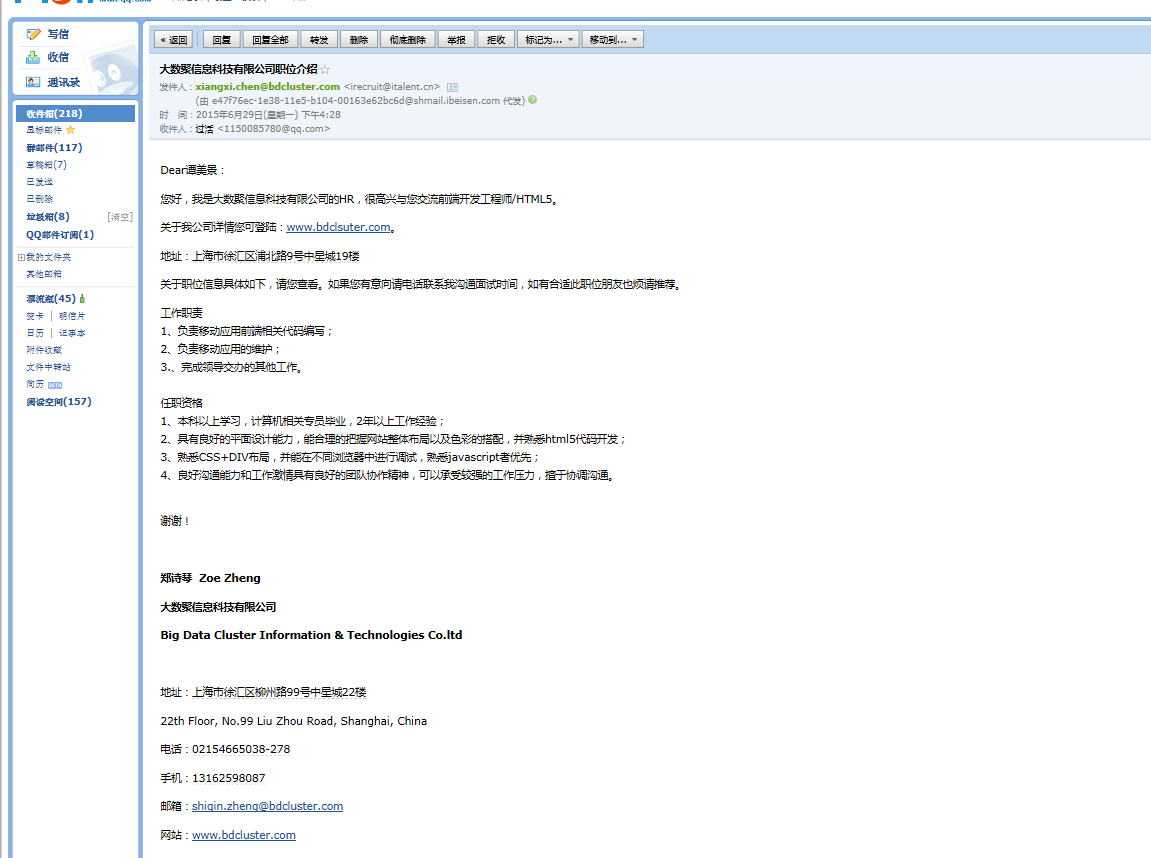 写信
收信
通讯录
收件箱(218)
星标邮件
群邮件(117)
草稿箱(7)
已发送
已删除
垃圾箱(8) [清空]
QQ邮件订阅(1)
我的文件夹
其他邮箱
漂流瓶(45)
贺卡 | 明信片
日历 | 记事本
附件收藏
文件中转站
简历 BETA
阅读空间(157)
«返回 回复 回复全部 转发 删除 彻底删除 举报 拒收 标记为... 移动到...
大数聚信息科技有限公司职位介绍
发件人：xiangxi.chen@bdcluster.com <irecruit@italent.cn>
(由 e47f76ec-1e38-11e5-b104-00163e62bc6d@shmail.ibeisen.com 代发)
时 间：2015年6月29日(星期一) 下午4:28
收件人：过活 <1150085780@qq.com>
Dear谭美景：
您好，我是大数聚信息科技有限公司的HR，很高兴与您交流前端开发工程师/HTML5。
关于我公司详情您可登陆：www.bdclsuter.com。
地址：上海市徐汇区浦北路9号中星城19楼
关于职位信息具体如下，请您查看。如果您有意向请电话联系我沟通面试时间，如有合适此职位朋友也烦请推荐。
工作职责
1、负责移动应用前端相关代码编写；
2、负责移动应用的维护；
3.、完成领导交办的其他工作。
任职资格
1、本科以上学习，计算机相关专员毕业，2年以上工作经验；
2、具有良好的平面设计能力，能合理的把握网站整体布局以及色彩的搭配，并熟悉html5代码开发；
3、熟悉CSS+DIV布局，并能在不同浏览器中进行调试，熟悉javascript者优先；
4、良好沟通能力和工作激情具有良好的团队协作精神，可以承受较强的工作压力，擅于协调沟通。
谢谢！
郑诗琴 Zoe Zheng
大数聚信息科技有限公司
Big Data Cluster Information & Technologies Co.ltd
地址：上海市徐汇区柳州路99号中星城22楼
22th Floor, No.99 Liu Zhou Road, Shanghai, China
电话：02154665038-278
手机：13162598087
邮箱：shiqin.zheng@bdcluster.com
网站：www.bdcluster.com